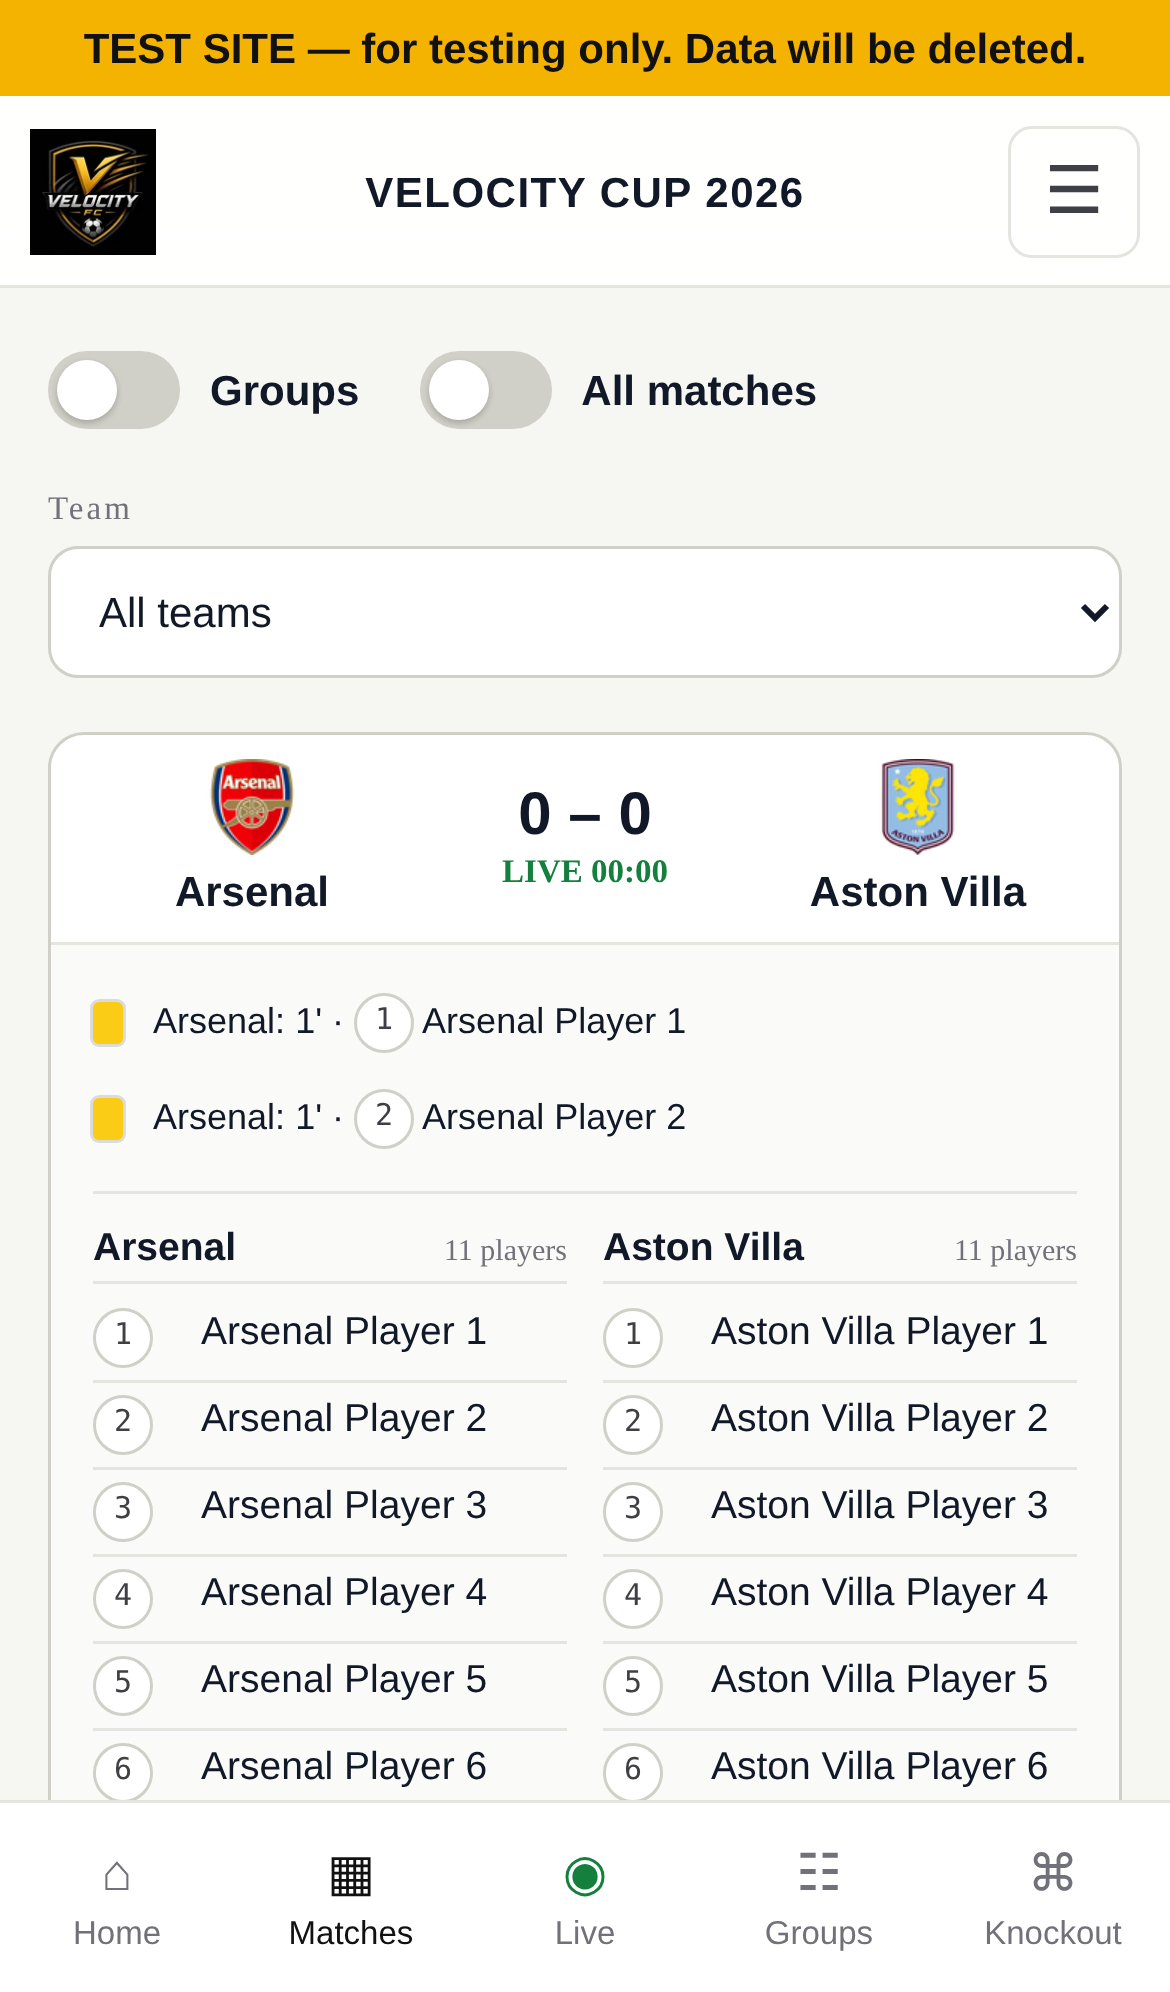 TEST SITE — for testing only. Data will be deleted.
VELOCITY
FC
VELOCITY CUP 2026
☰
Groups
All matches
Team
All teams
Arsenal
0 – 0
LIVE 00:00
Arsenal
ASTON VILLA
Aston Villa
Arsenal: 1' · 1 Arsenal Player 1
Arsenal: 1' · 2 Arsenal Player 2
Arsenal 11 players
Aston Villa 11 players
1 Arsenal Player 1
1 Aston Villa Player 1
2 Arsenal Player 2
2 Aston Villa Player 2
3 Arsenal Player 3
3 Aston Villa Player 3
4 Arsenal Player 4
4 Aston Villa Player 4
5 Arsenal Player 5
5 Aston Villa Player 5
6 Arsenal Player 6
6 Aston Villa Player 6
Home
Matches
Live
Groups
Knockout